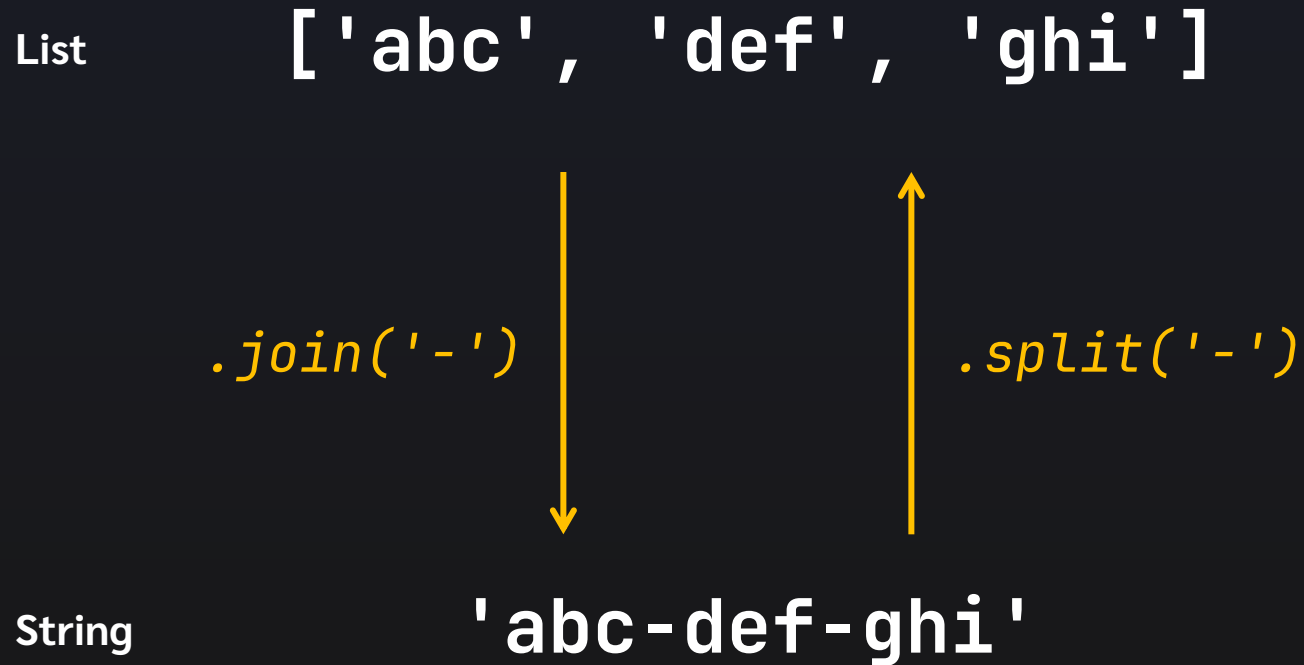 List ['abc', 'def', 'ghi']
.join('-') .split('-')
String 'abc-def-ghi'